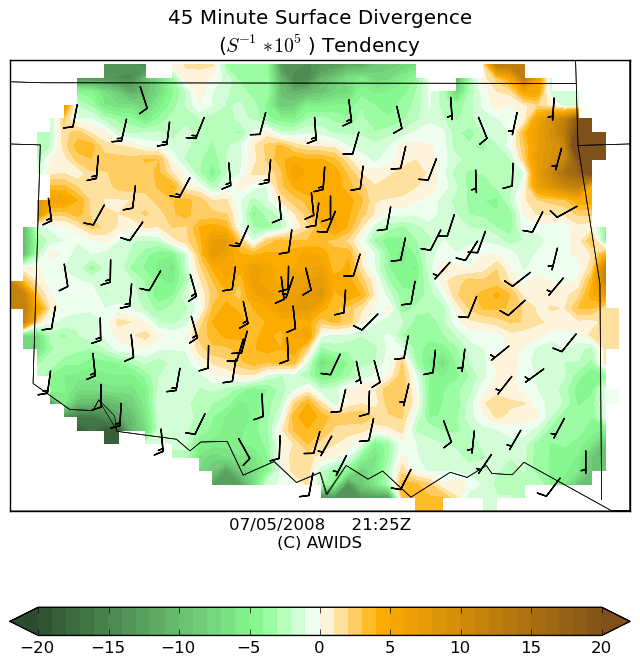 45 Minute Surface Divergence
(S⁻¹ *10⁵ ) Tendency
07/05/2008 21:25Z
(C) AWIDS
−20 −15 −10 −5 0 5 10 15 20